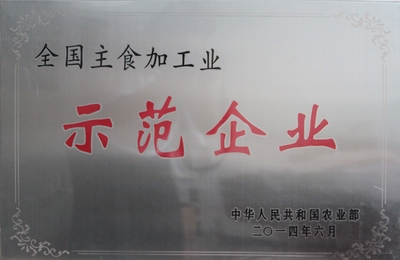 全国主食加工业
示范企业
中华人民共和国农业部
二〇一四年六月